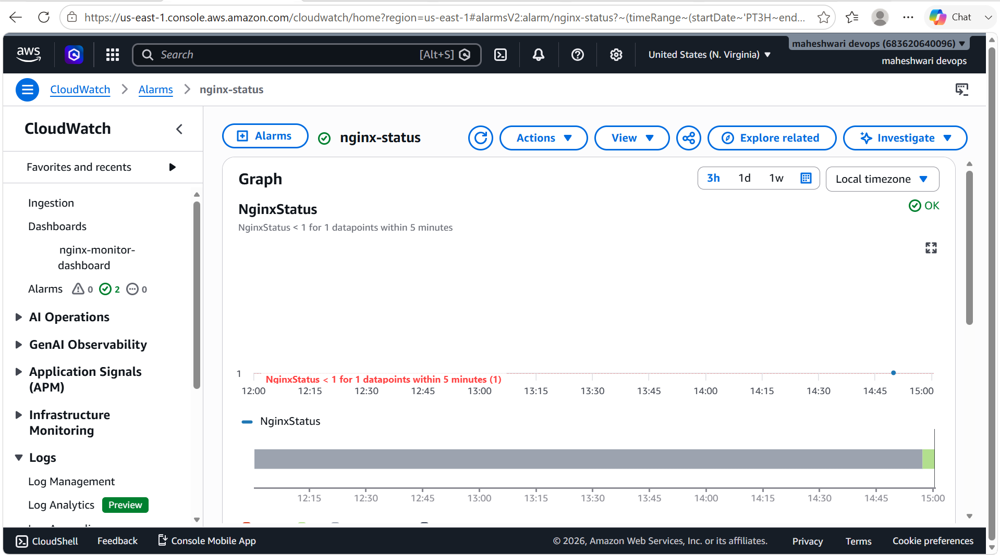 https://us-east-1.console.aws.amazon.com/cloudwatch/home?region=us-east-1#alarmsV2:alarm/nginx-status?~(timeRange~(startDate~'PT3H~end...
Chat
aws
Search
[Alt+S]
United States (N. Virginia)
maheshwari devops (683620640096)
maheshwari devops
CloudWatch
Alarms
nginx-status
CloudWatch
Favorites and recents
Ingestion
Dashboards
nginx-monitor-
dashboard
Alarms 0 2 0
AI Operations
GenAI Observability
Application Signals
(APM)
Infrastructure
Monitoring
Logs
Log Management
Log Analytics Preview
Alarms
nginx-status
Actions
View
Explore related
Investigate
Graph
3h 1d 1w
Local timezone
NginxStatus
OK
NginxStatus < 1 for 1 datapoints within 5 minutes
1
NginxStatus < 1 for 1 datapoints within 5 minutes (1)
12:00 12:15 12:30 12:45 13:00 13:15 13:30 13:45 14:00 14:15 14:30 14:45 15:00
NginxStatus
12:15 12:30 12:45 13:00 13:15 13:30 13:45 14:00 14:15 14:30 14:45 15:00
CloudShell
Feedback
Console Mobile App
© 2026, Amazon Web Services, Inc. or its affiliates.
Privacy
Terms
Cookie preferences